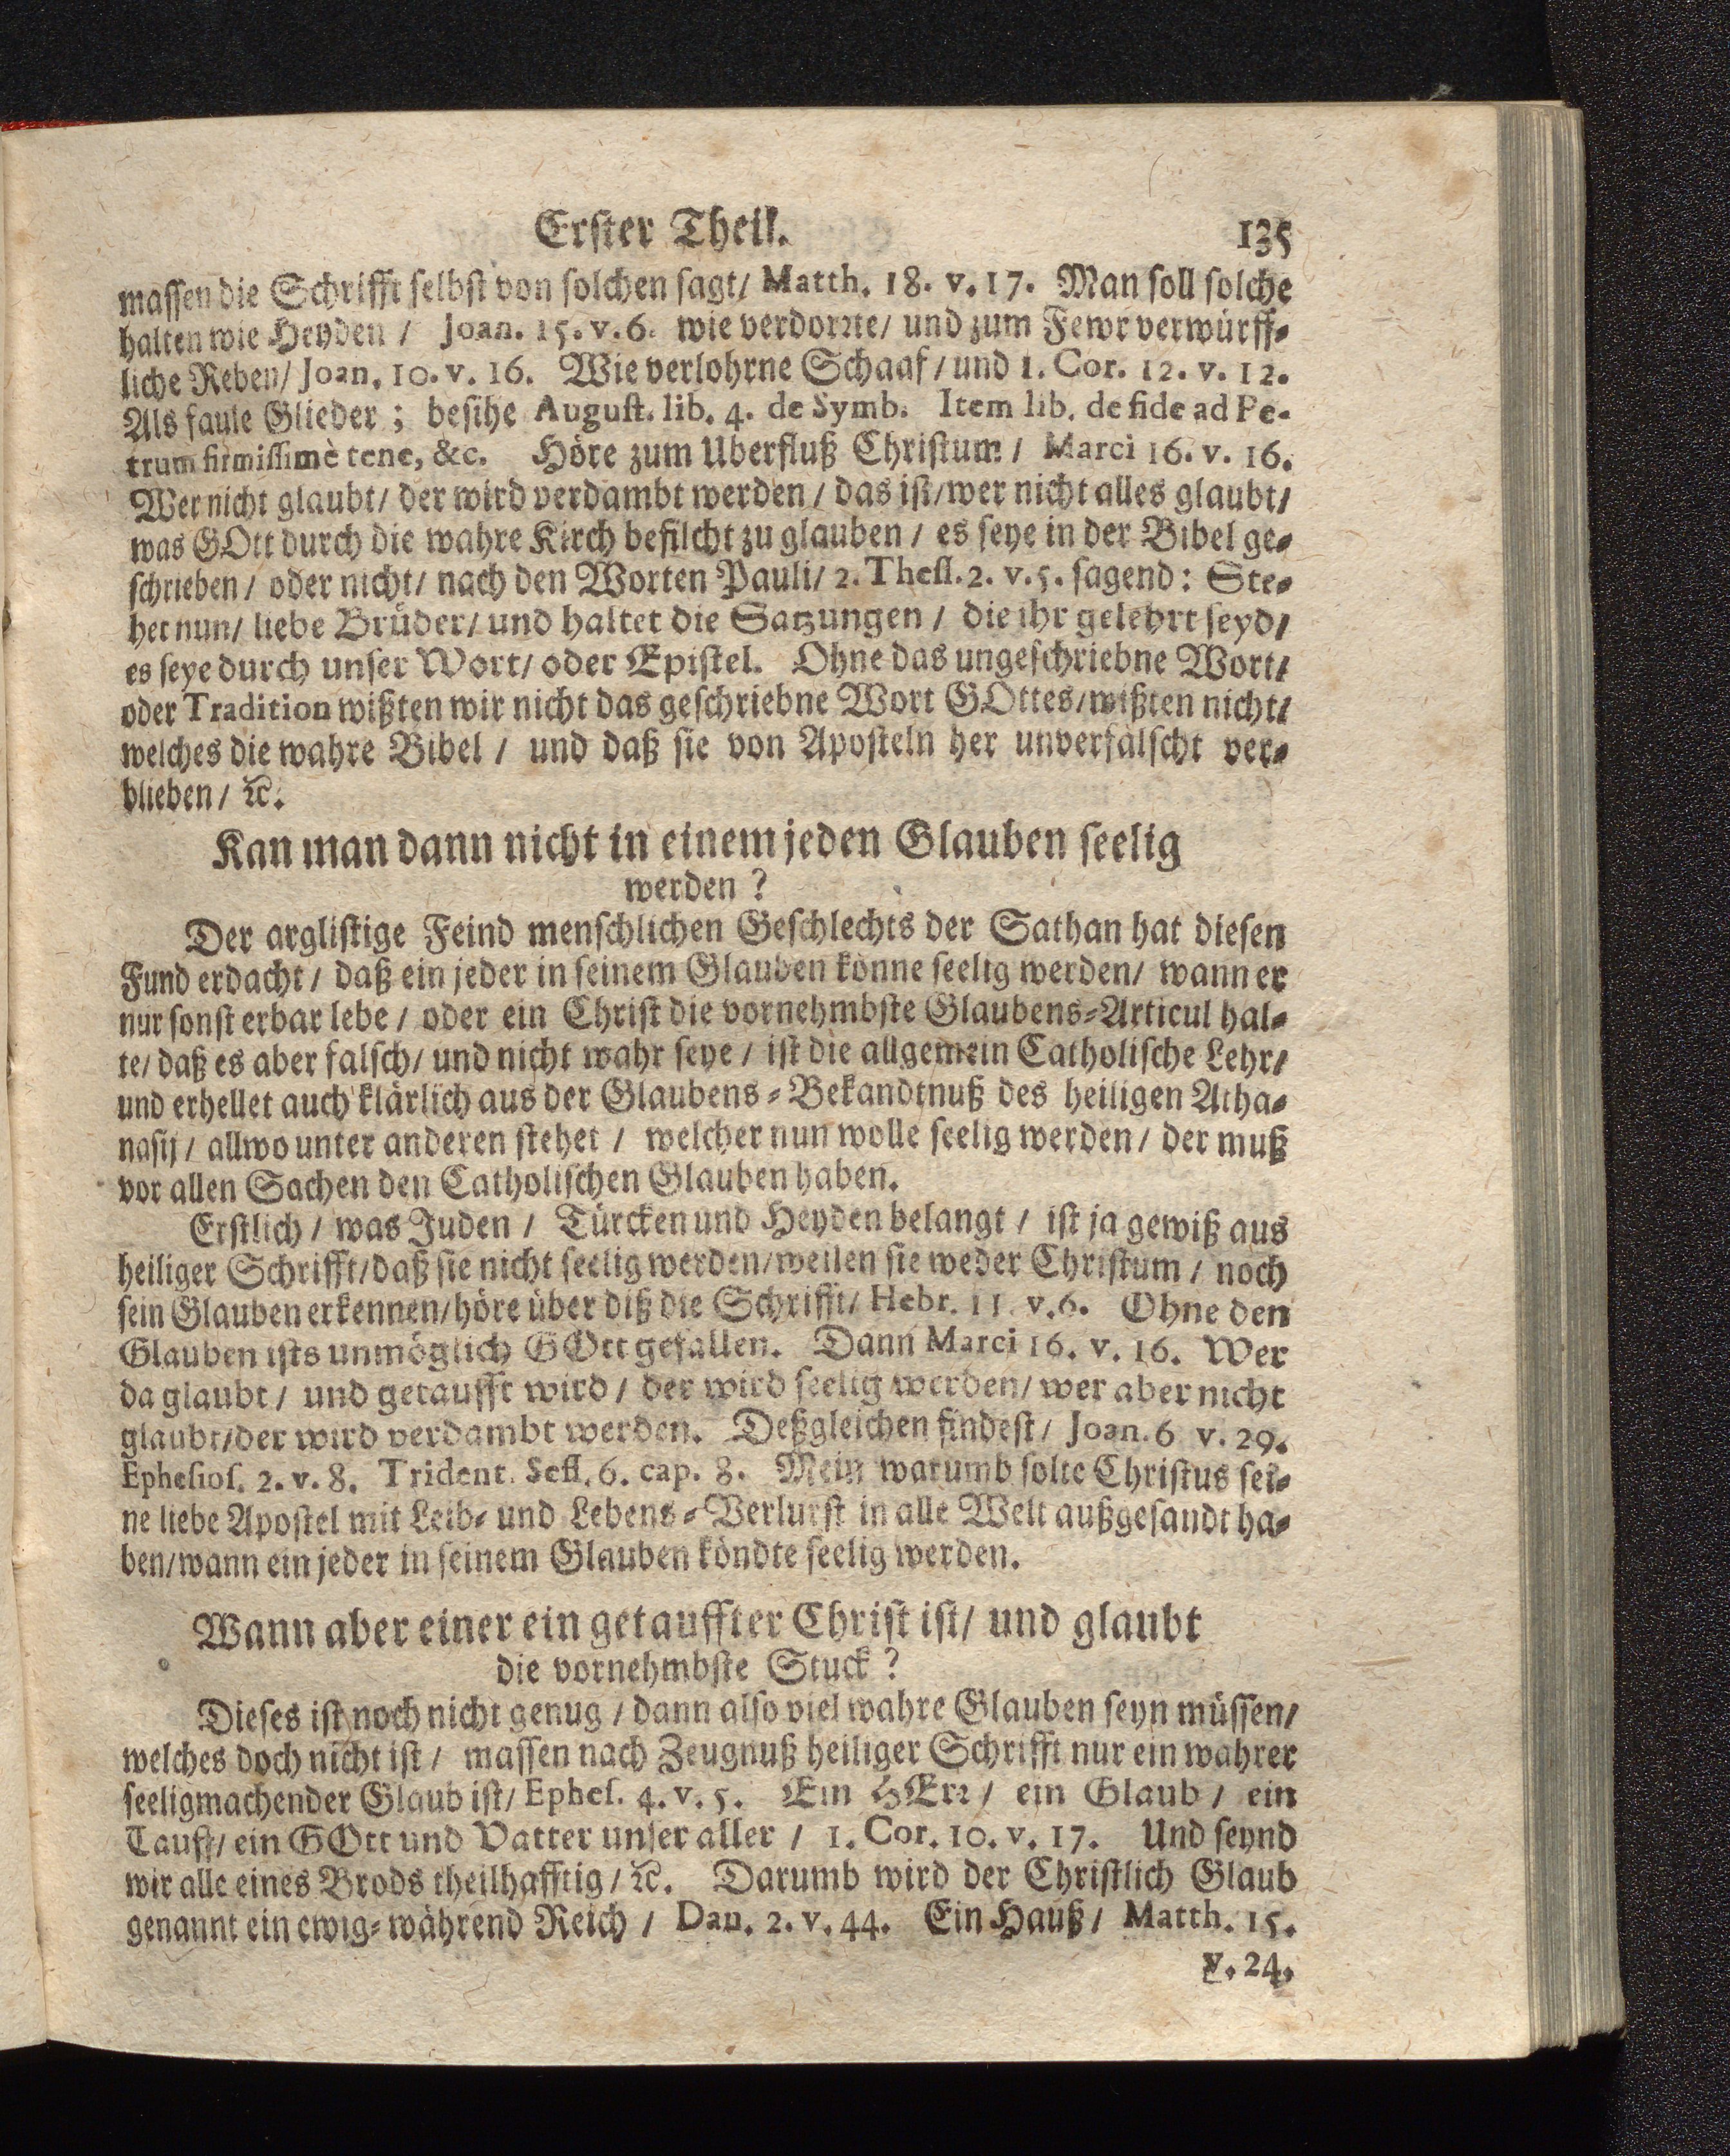 Erster Theil. 135
massen die Schrifft selbst von solchen sagt/ Matth. 18. v. 17. Man soll solche
halten wie Heyden / Joan. 15. v. 6. wie verdorrte/ und zum Fewr verwürff-
liche Reben/ Joan. 10. v. 16. Wie verlohrne Schaaf / und 1. Cor. 12. v. 12.
Als faule Glieder ; besihe August. lib. 4. de Symb. Item lib. de fide ad Pe-
trum firmissimè tene, &c. Höre zum Uberfluß Christum / Marci 16. v. 16.
Wer nicht glaubt/ der wird verdambt werden / das ist/wer nicht alles glaubt/
was GOtt durch die wahre Kirch befilcht zu glauben / es seye in der Bibel ge-
schrieben / oder nicht/ nach den Worten Pauli/ 2. Thess. 2. v. 5. sagend: Ste-
het nun/ liebe Brüder/ und haltet die Satzungen / die ihr gelehrt seyd/
es seye durch unser Wort/ oder Epistel. Ohne das ungeschriebne Wort/
oder Tradition wißten wir nicht das geschriebne Wort GOttes/wißten nicht/
welches die wahre Bibel / und daß sie von Aposteln her unverfälscht ver-
blieben / ꝛc.
Kan man dann nicht in einem jeden Glauben seelig
werden ?
Der arglistige Feind menschlichen Geschlechts der Sathan hat diesen
Fund erdacht / daß ein jeder in seinem Glauben könne seelig werden/ wann er
nur sonst erbar lebe / oder ein Christ die vornehmbste Glaubens-Articul hal-
te/ daß es aber falsch/ und nicht wahr seye / ist die allgemein Catholische Lehr/
und erhellet auch klärlich aus der Glaubens-Bekandtnuß des heiligen Atha-
nasij / allwo unter anderen stehet / welcher nun wolle seelig werden / der muß
vor allen Sachen den Catholischen Glauben haben.
Erstlich / was Juden / Türcken und Heyden belangt / ist ja gewiß aus
heiliger Schrifft/daß sie nicht seelig werden/weilen sie weder Christum / noch
sein Glauben erkennen/höre über diß die Schrifft/ Hebr. 11. v. 6. Ohne den
Glauben ists unmöglich GOtt gefallen. Dann Marci 16. v. 16. Wer
da glaubt / und getaufft wird / der wird seelig werden/ wer aber nicht
glaubt/der wird verdambt werden. Deßgleichen findest / Joan. 6 v. 29.
Ephesios. 2. v. 8. Trident. Sess. 6. cap. 8. Mein warumb solte Christus sei-
ne liebe Apostel mit Leib- und Lebens-Verlurst in alle Welt außgesandt ha-
ben/wann ein jeder in seinem Glauben köndte seelig werden.
Wann aber einer ein getauffter Christ ist/ und glaubt
die vornehmbste Stuck ?
Dieses ist noch nicht genug / dann also viel wahre Glauben seyn müssen/
welches doch nicht ist / massen nach Zeugnuß heiliger Schrifft nur ein wahrer
seeligmachender Glaub ist/ Ephes. 4. v. 5. Ein HErr / ein Glaub / ein
Tauff/ ein GOtt und Vatter unser aller / 1. Cor. 10. v. 17. Und seynd
wir alle eines Brods theilhafftig / ꝛc. Darumb wird der Christlich Glaub
genannt ein ewig-während Reich / Dan. 2. v. 44. Ein Hauß / Matth. 15.
v. 24.